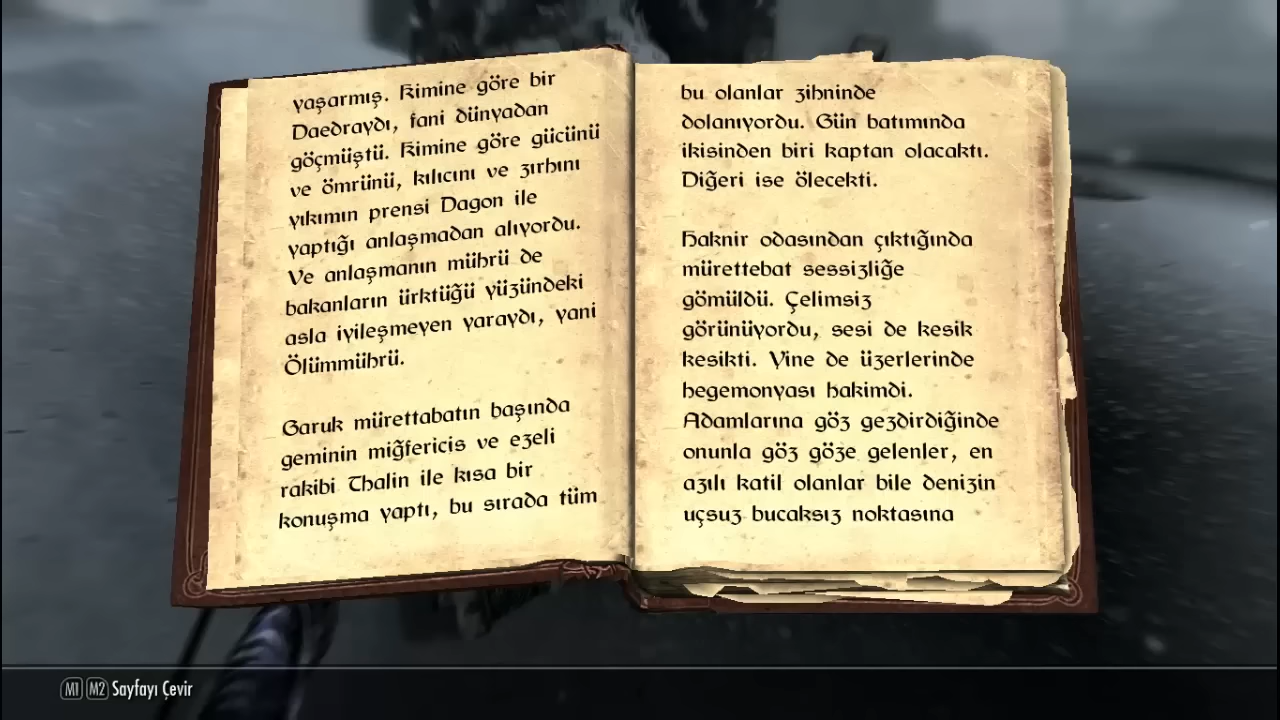 yaşarmış. Kimine göre bir
Daedraydı, fani dünyadan
göçmüştü. Kimine göre gücünü
ve ömrünü, kılıcını ve zırhını
yıkımın prensi Dagon ile
yaptığı anlaşmadan alıyordu.
Ve anlaşmanın mührü de
bakanların ürktüğü yüzündeki
asla iyileşmeyen yaraydı, yani
Ölümmührü.
Garuk mürettabatın başında
geminin miğfericis ve ezeli
rakibi Thalin ile kısa bir
konuşma yaptı, bu sırada tüm
bu olanlar zihninde
dolanıyordu. Gün batımında
ikisinden biri kaptan olacaktı.
Diğeri ise ölecekti.
Haknir odasından çıktığında
mürettebat sessizliğe
gömüldü. Çelimsiz
görünüyordu, sesi de kesik
kesikti. Yine de üzerlerinde
hegemonyası hakimdi.
Adamlarına göz gezdirdiğinde
onunla göz göze gelenler, en
azılı katil olanlar bile denizin
uçsuz bucaksız noktasına
M1 M2 Sayfayı Çevir